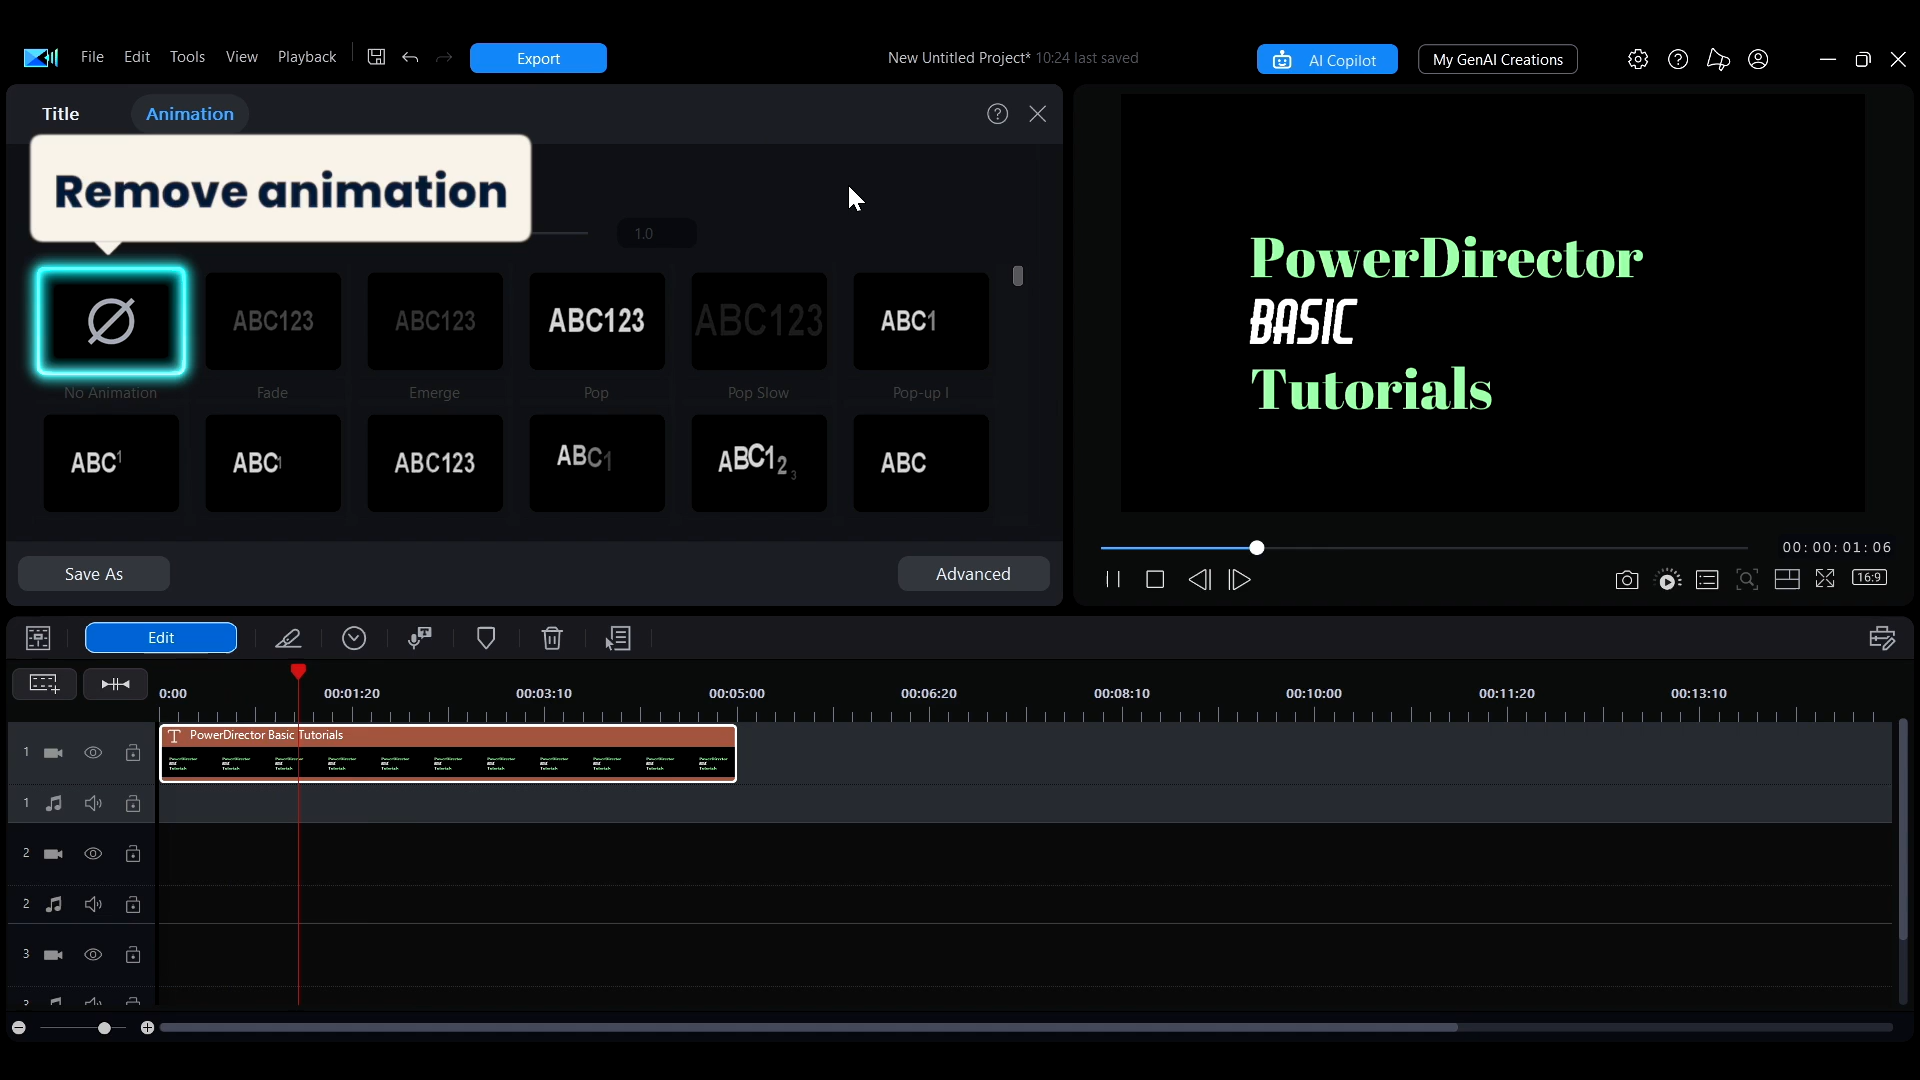 File Edit Tools View Playback Export New Untitled Project* 10:24 last saved AI Copilot My GenAI Creations
Title Animation
Remove animation
1.0
ABC123 ABC123 ABC123 ABC123 ABC1
No Animation Fade Emerge Pop Pop Slow Pop-up I
ABC1 ABC1 ABC123 ABC1 ABC123 ABC
Save As Advanced
PowerDirector
BASIC
Tutorials
00:00:01:06
16:9
Edit
0:00 00:01:20 00:03:10 00:05:00 00:06:20 00:08:10 00:10:00 00:11:20 00:13:10
1 T PowerDirector Basic Tutorials
1
2
2
3